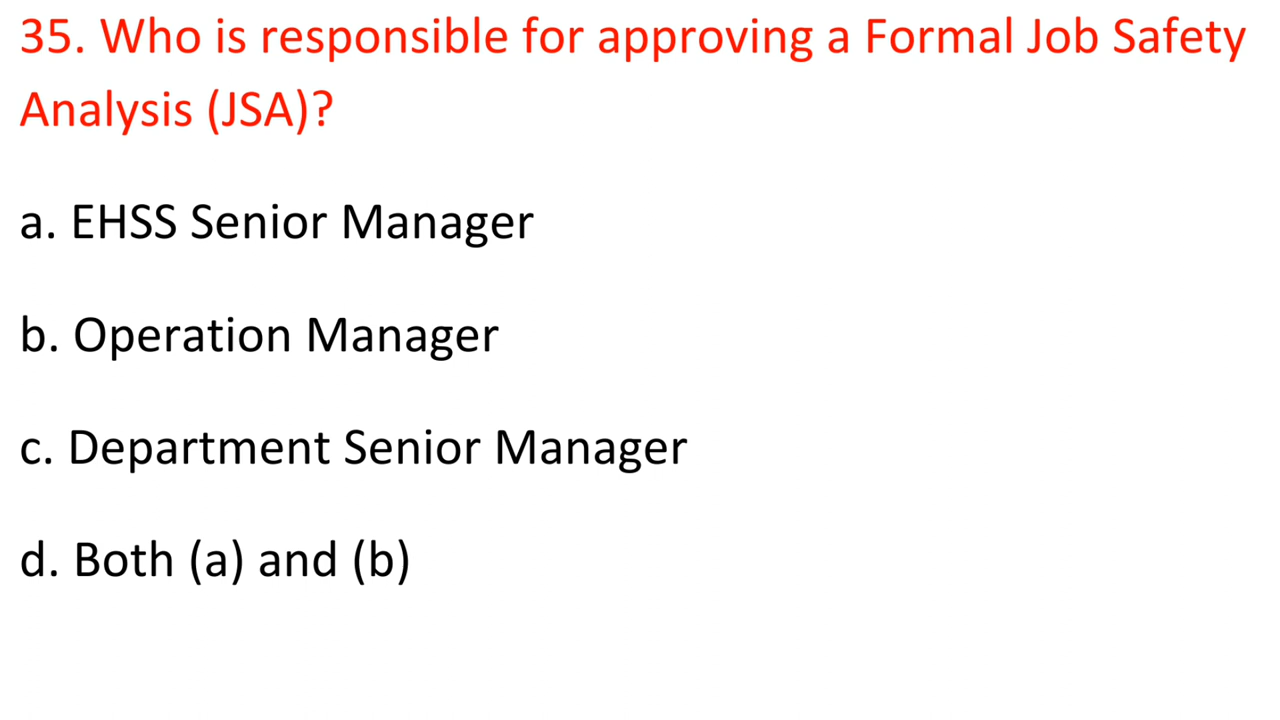 35. Who is responsible for approving a Formal Job Safety
Analysis (JSA)?
a. EHSS Senior Manager
b. Operation Manager
c. Department Senior Manager
d. Both (a) and (b)